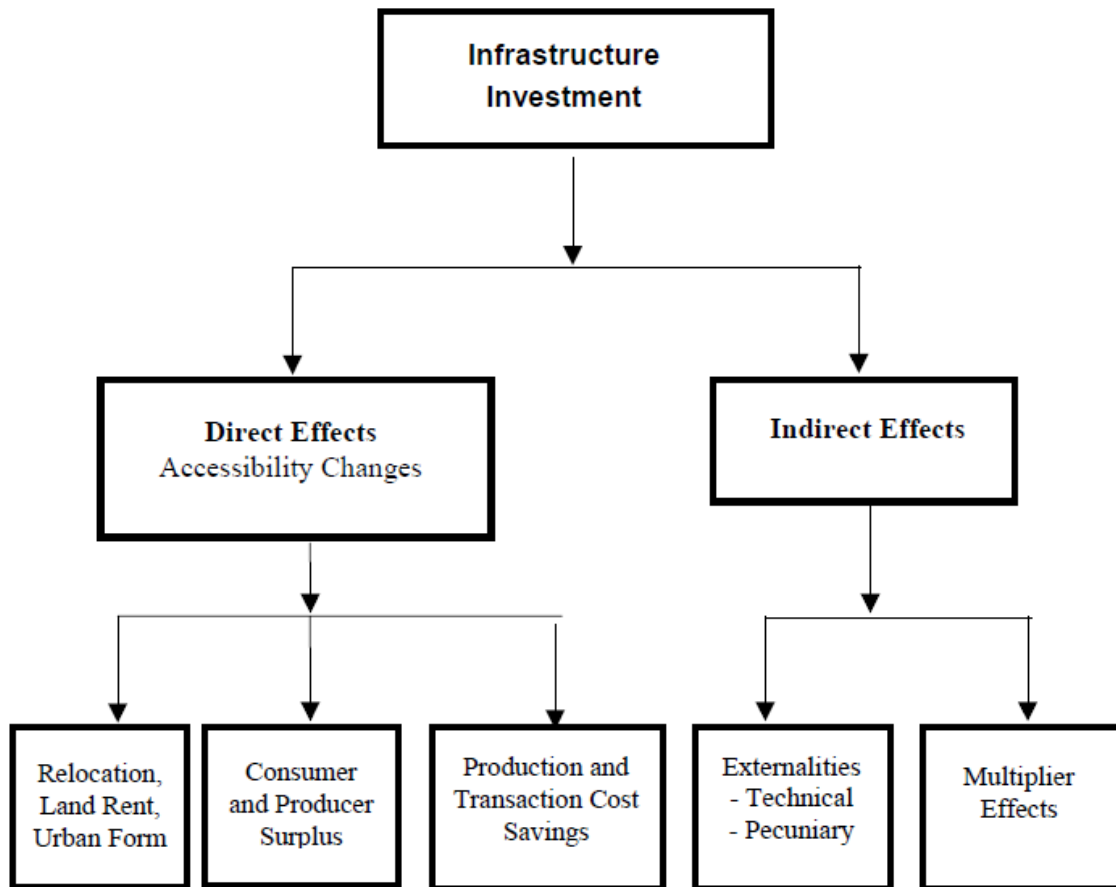 Infrastructure
Investment
Direct Effects
Accessibility Changes
Indirect Effects
Relocation,
Land Rent,
Urban Form
Consumer
and Producer
Surplus
Production and
Transaction Cost
Savings
Externalities
- Technical
- Pecuniary
Multiplier
Effects